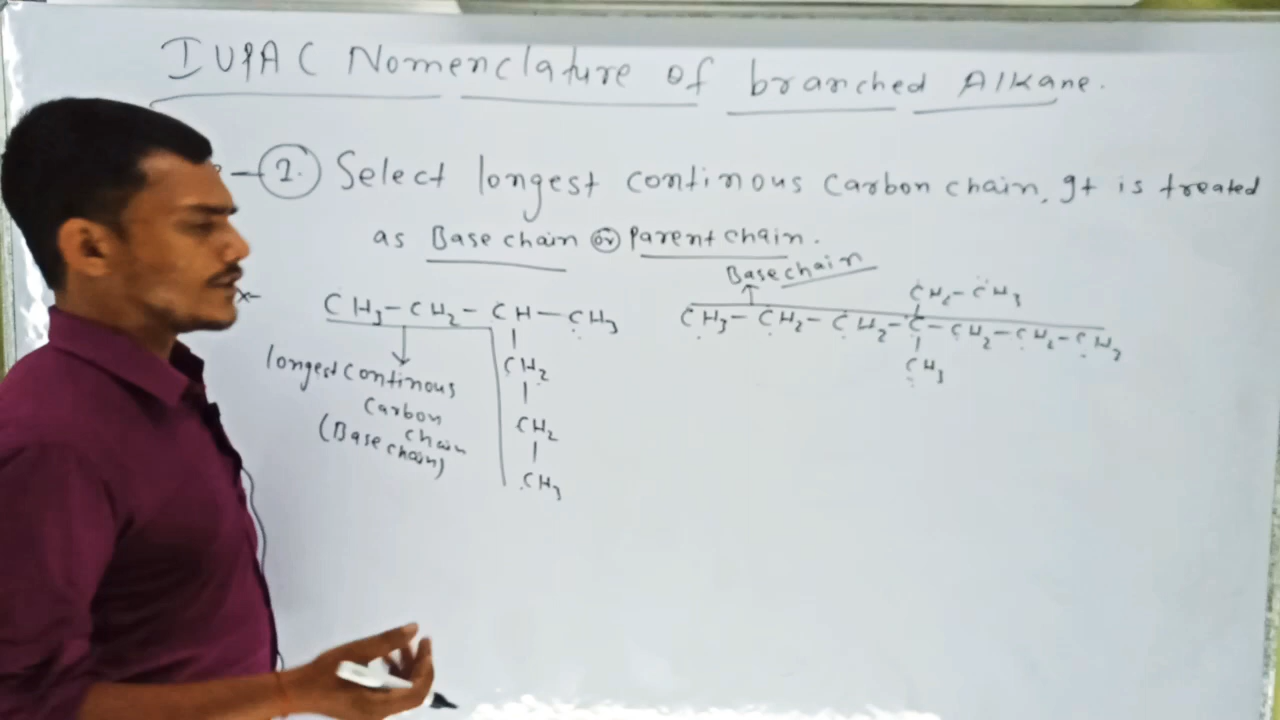 IUPAC Nomenclature of branched Alkane.
– 2. Select longest continous carbon chain, It is treated
as Base chain or Parent chain.
Base chain
CH2–CH3
CH3–CH2–CH2–C–CH2–CH2–CH3
CH3
x–
CH3–CH2–CH–CH3
CH2
CH2
CH3
longest continous
carbon
chain
(Base chain)